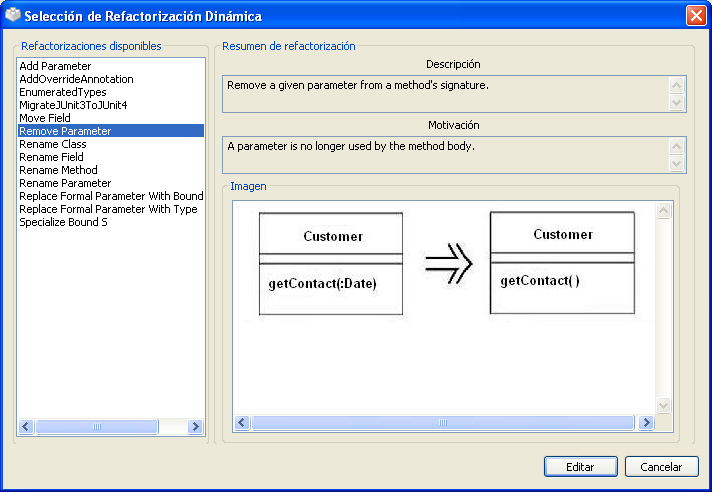 Selección de Refactorización Dinámica
Refactorizaciones disponibles
Add Parameter
AddOverrideAnnotation
EnumeratedTypes
MigrateJUnit3ToJUnit4
Move Field
Remove Parameter
Rename Class
Rename Field
Rename Method
Rename Parameter
Replace Formal Parameter With Bound
Replace Formal Parameter With Type
Specialize Bound S
Resumen de refactorización
Descripción
Remove a given parameter from a method's signature.
Motivación
A parameter is no longer used by the method body.
Imagen
Customer
getContact(:Date)
Customer
getContact( )
Editar
Cancelar